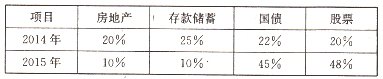 项目 房地产 存款储蓄 国债 股票
2014年 20% 25% 22% 20%
2015年 10% 10% 45% 48%